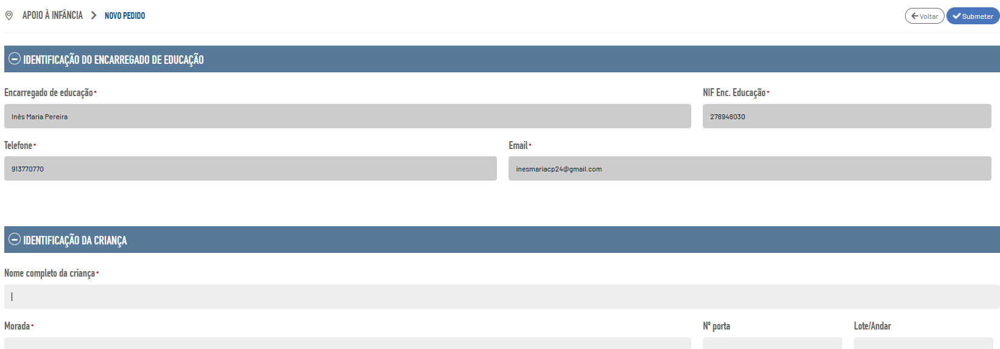 APOIO À INFÂNCIA > NOVO PEDIDO
Voltar Submeter
IDENTIFICAÇÃO DO ENCARREGADO DE EDUCAÇÃO
Encarregado de educação* NIF Enc. Educação*
Inês Maria Pereira 278948030
Telefone* Email*
913770770 inesmariacp24@gmail.com
IDENTIFICAÇÃO DA CRIANÇA
Nome completo da criança*
Morada* Nº porta Lote/Andar